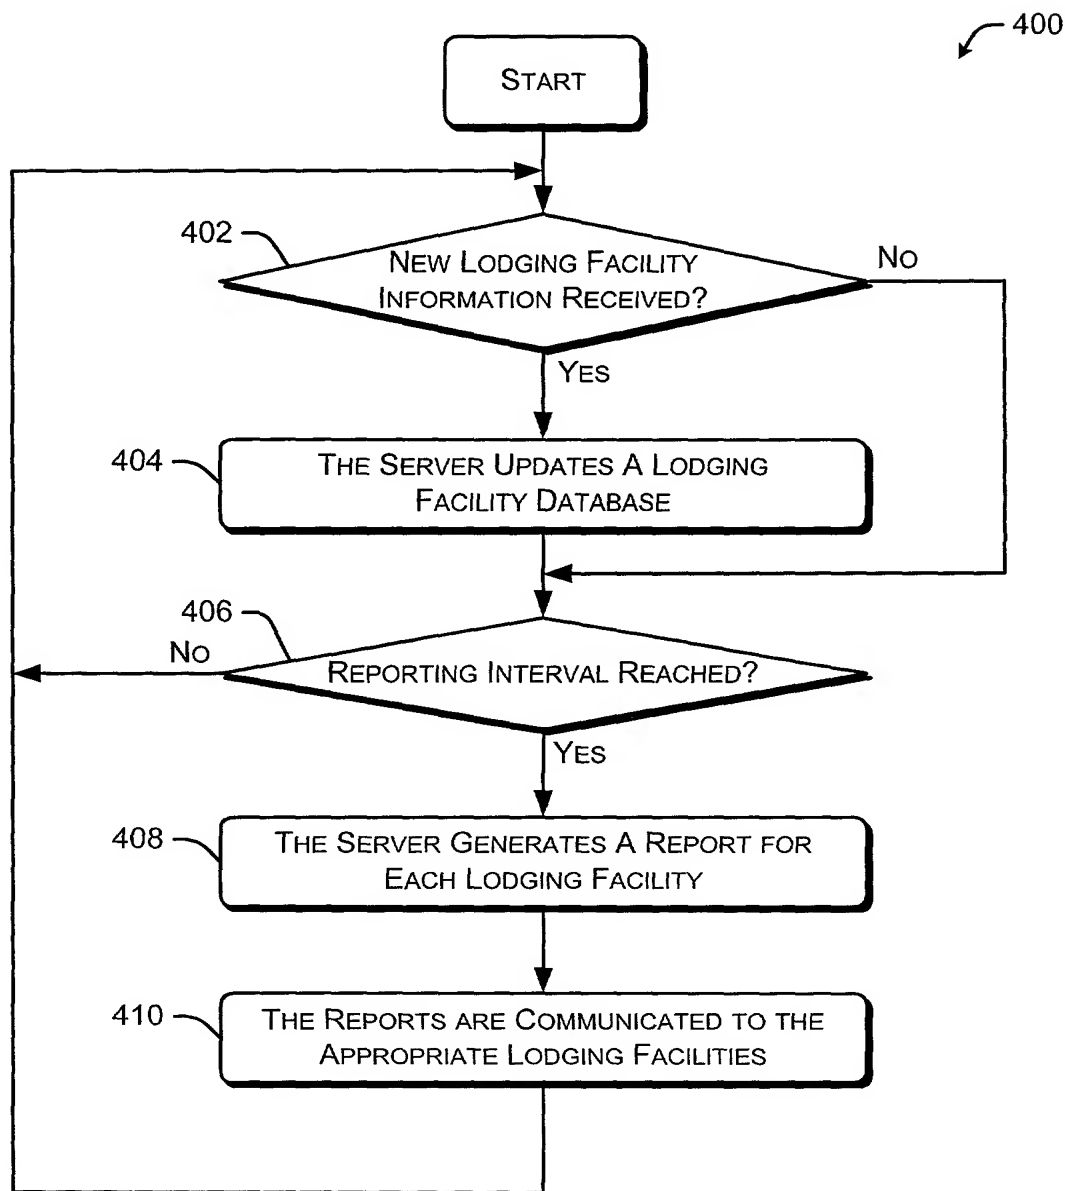 400
START
402
NEW LODGING FACILITY
INFORMATION RECEIVED?
NO
YES
404
THE SERVER UPDATES A LODGING
FACILITY DATABASE
406
NO
REPORTING INTERVAL REACHED?
YES
408
THE SERVER GENERATES A REPORT FOR
EACH LODGING FACILITY
410
THE REPORTS ARE COMMUNICATED TO THE
APPROPRIATE LODGING FACILITIES